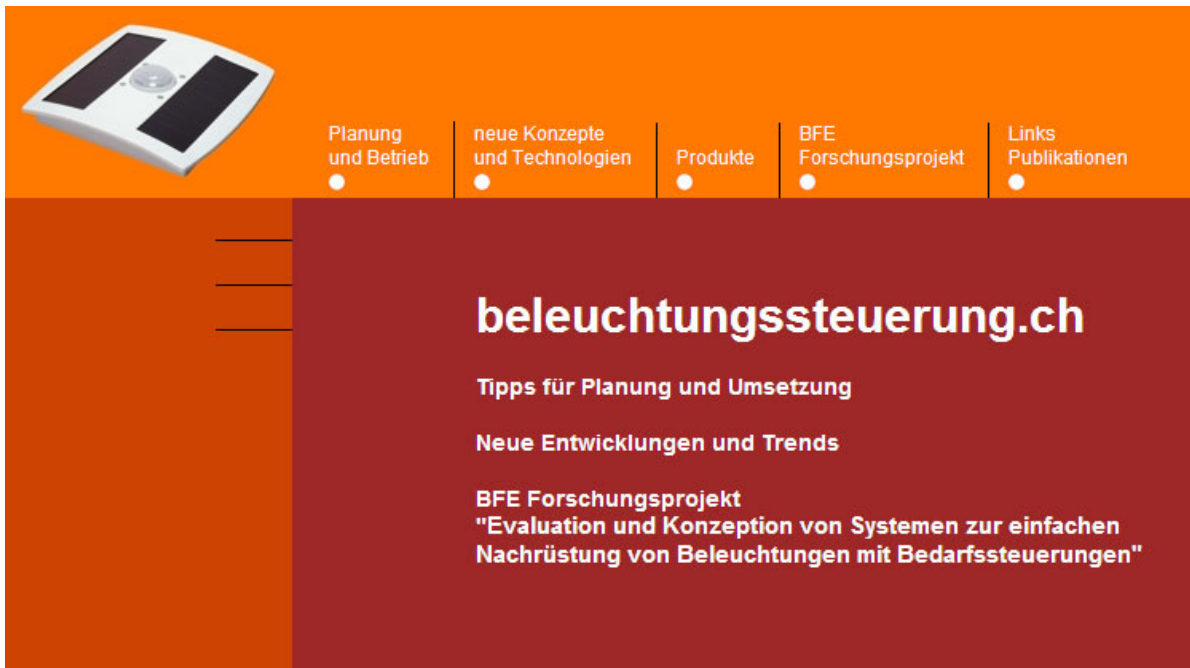 Planung
und Betrieb
neue Konzepte
und Technologien
Produkte
BFE
Forschungsprojekt
Links
Publikationen
beleuchtungssteuerung.ch
Tipps für Planung und Umsetzung
Neue Entwicklungen und Trends
BFE Forschungsprojekt
"Evaluation und Konzeption von Systemen zur einfachen
Nachrüstung von Beleuchtungen mit Bedarfssteuerungen"